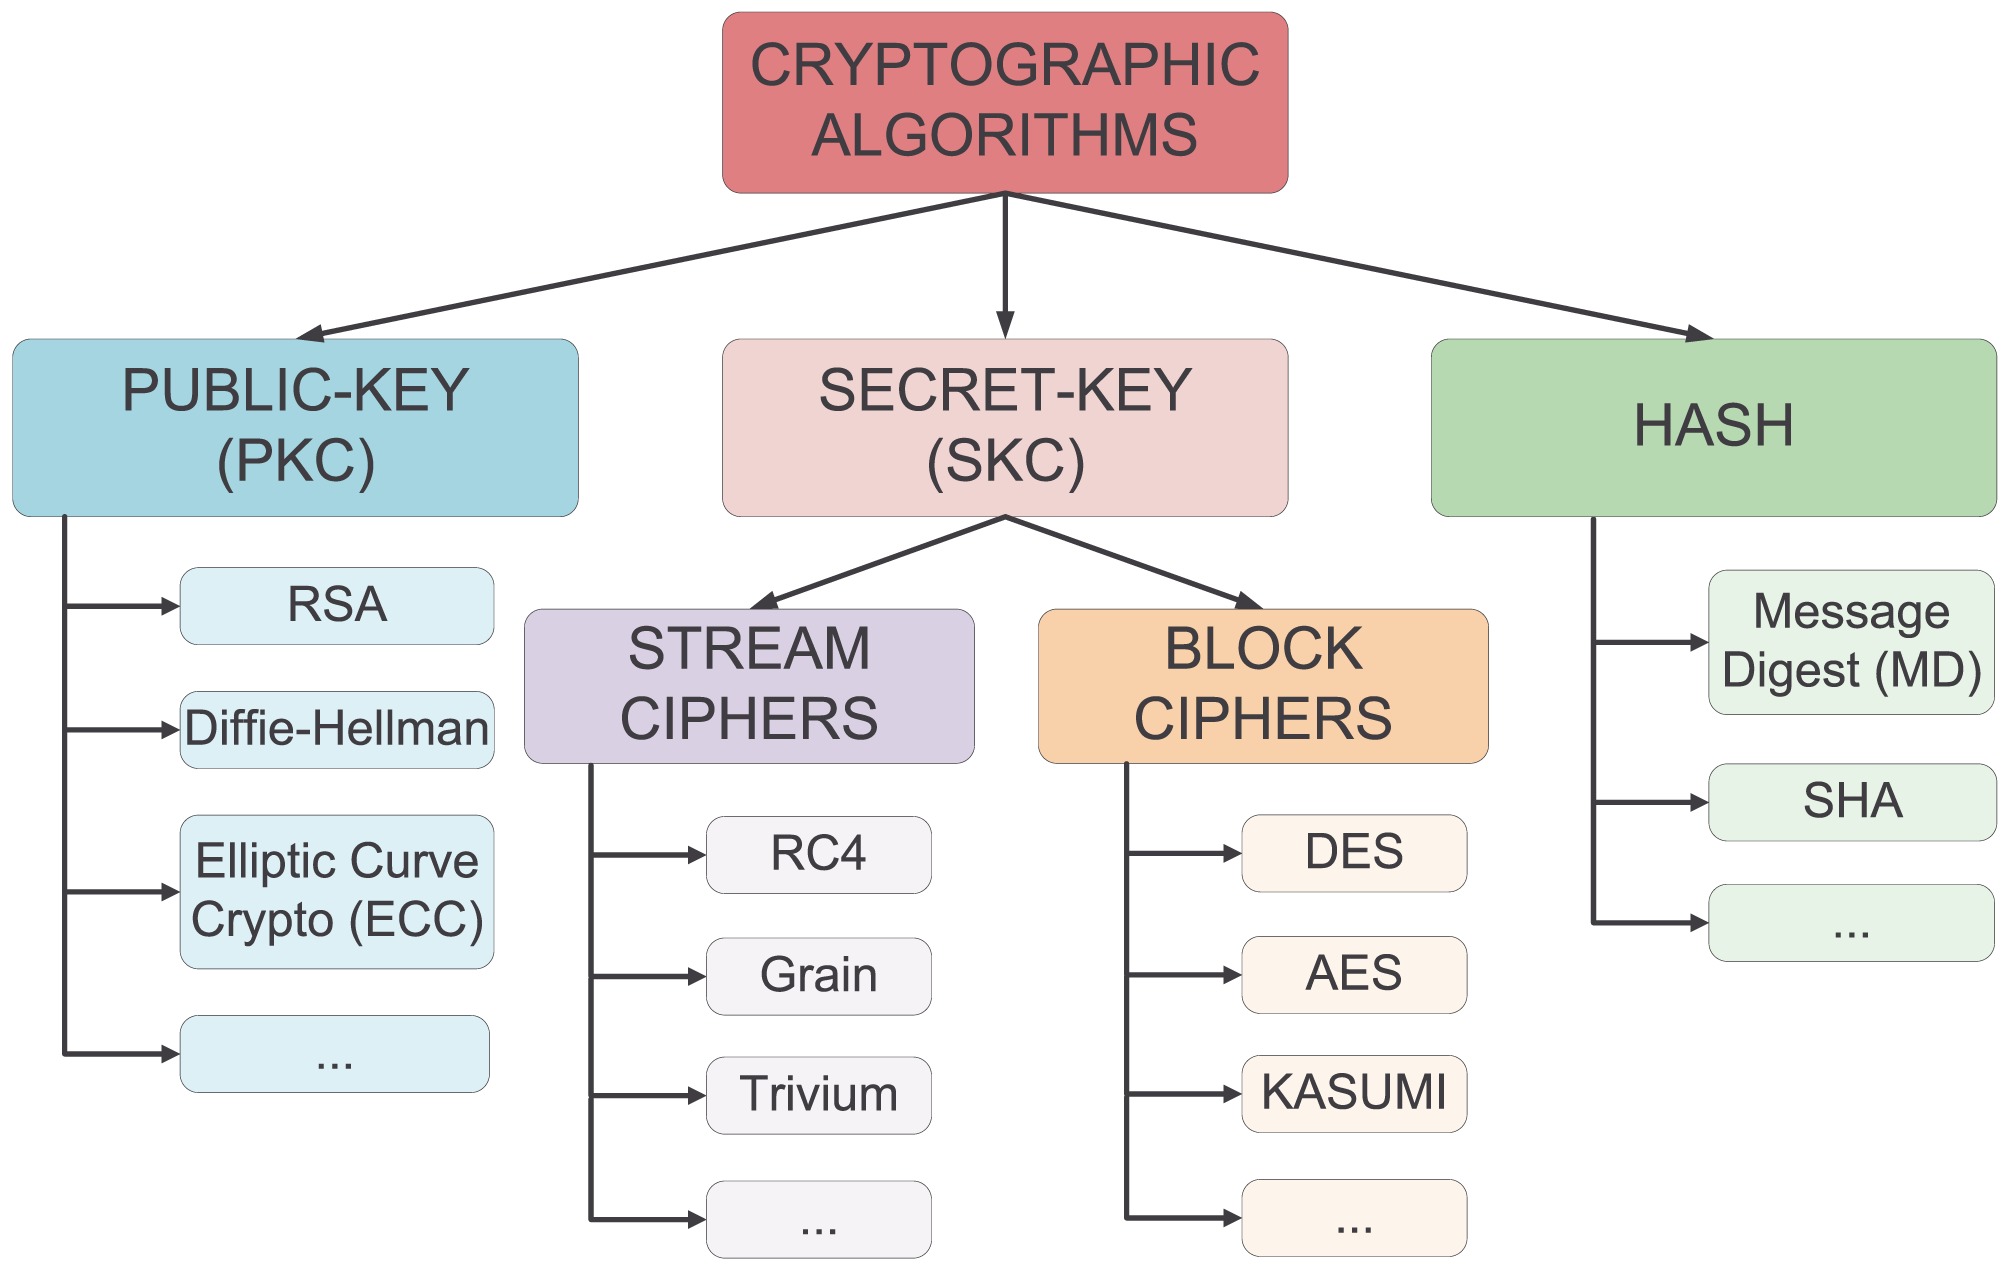 CRYPTOGRAPHIC
ALGORITHMS
PUBLIC-KEY
(PKC)
SECRET-KEY
(SKC)
HASH
RSA
Diffie-Hellman
Elliptic Curve
Crypto (ECC)
...
STREAM
CIPHERS
RC4
Grain
Trivium
...
BLOCK
CIPHERS
DES
AES
KASUMI
...
Message
Digest (MD)
SHA
...